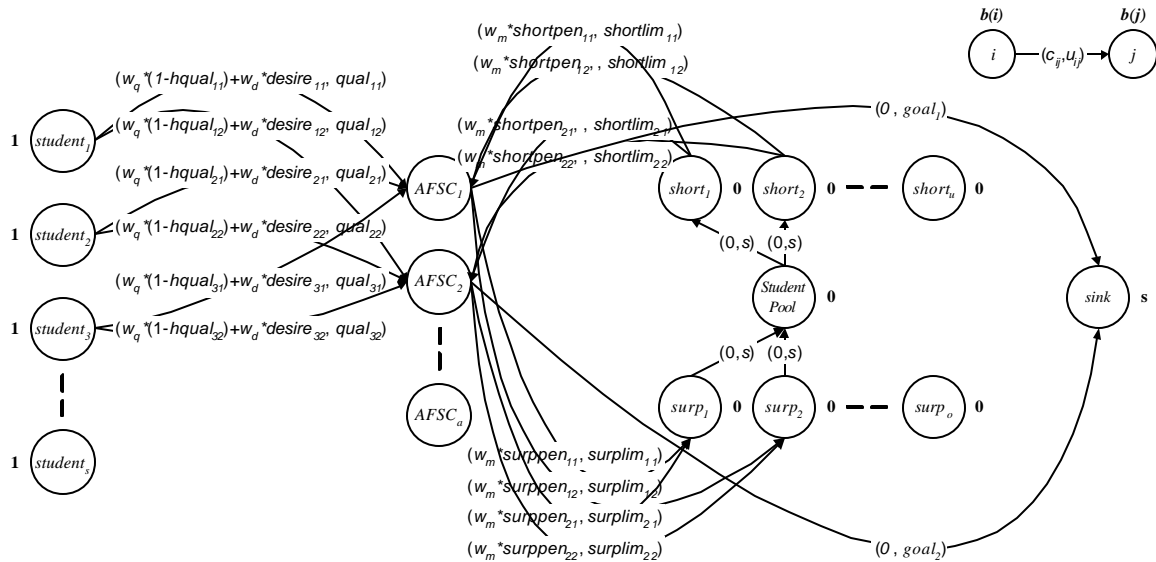 b(i) b(j)
i (c_ij,u_ij) j
(w_m*shortpen_11, shortlim_11)
(w_m*shortpen_12, , shortlim_12)
(w_q*(1-hqual_11)+w_d*desire_11, qual_11)
(0, goal_1)
(w_q*(1-hqual_12)+w_d*desire_12, qual_12)
(w_m*shortpen_21, , shortlim_21)
1 student_1
(w_m*shortpen_22, , shortlim_22)
(w_q*(1-hqual_21)+w_d*desire_21, qual_21)
AFSC_1 short_1 0 short_2 0 short_u 0
1 student_2 (w_q*(1-hqual_22)+w_d*desire_22, qual_22)
(0,s) (0,s)
(w_q*(1-hqual_31)+w_d*desire_31, qual_31)
AFSC_2 Student
Pool 0 sink s
1 student_3 (w_q*(1-hqual_32)+w_d*desire_32, qual_32)
(0,s) (0,s)
AFSC_a surp_1 0 surp_2 0 surp_o 0
1 student_s
(w_m*surppen_11, surplim_11)
(w_m*surppen_12, surplim_12)
(w_m*surppen_21, surplim_21)
(w_m*surppen_22, surplim_22) (0, goal_2)